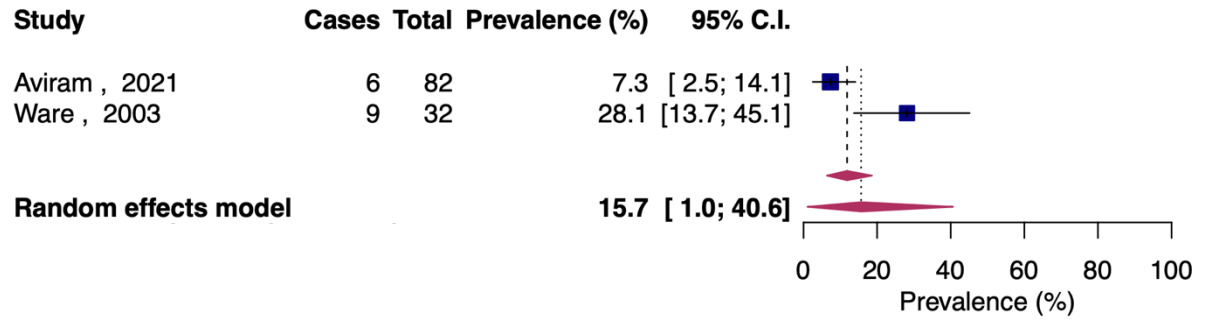 Study Cases Total Prevalence (%) 95% C.I.
Aviram , 2021 6 82 7.3 [ 2.5; 14.1]
Ware , 2003 9 32 28.1 [13.7; 45.1]
Random effects model 15.7 [ 1.0; 40.6]
0 20 40 60 80 100
Prevalence (%)